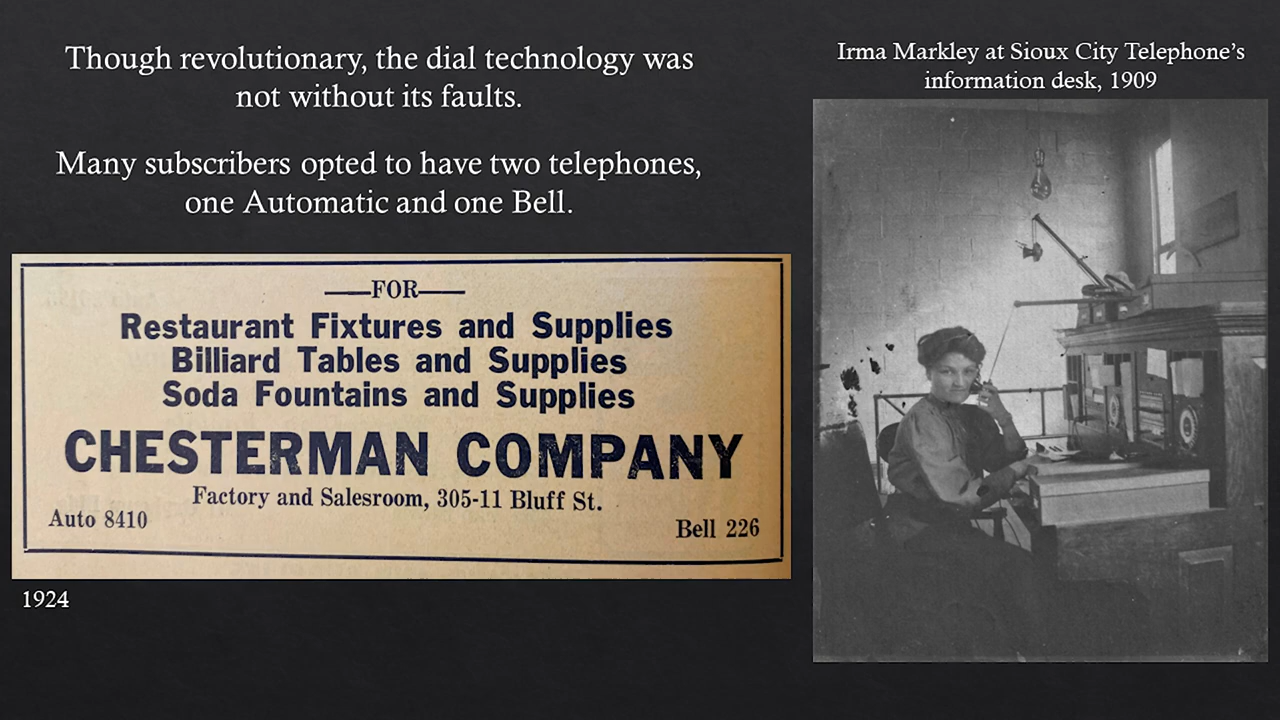 Though revolutionary, the dial technology was
not without its faults.
Many subscribers opted to have two telephones,
one Automatic and one Bell.
FOR
Restaurant Fixtures and Supplies
Billiard Tables and Supplies
Soda Fountains and Supplies
CHESTERMAN COMPANY
Factory and Salesroom, 305-11 Bluff St.
Auto 8410
Bell 226
1924
Irma Markley at Sioux City Telephone's
information desk, 1909